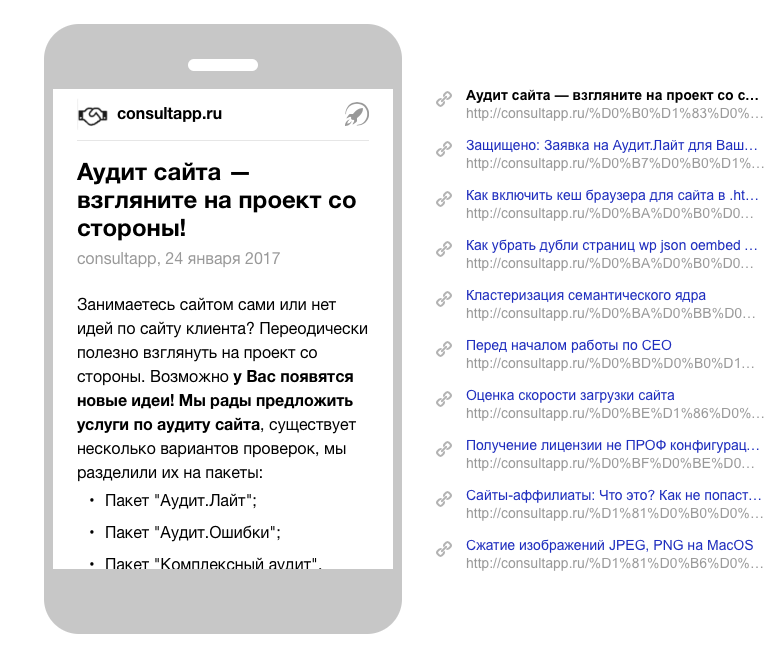 consultapp.ru
Аудит сайта —
взгляните на проект со
стороны!
consultapp, 24 января 2017
Занимаетесь сайтом сами или нет
идей по сайту клиента? Переодически
полезно взглянуть на проект со
стороны. Возможно у Вас появятся
новые идеи! Мы рады предложить
услуги по аудиту сайта, существует
несколько вариантов проверок, мы
разделили их на пакеты:
• Пакет "Аудит.Лайт";
• Пакет "Аудит.Ошибки";
• Пакет "Комплексный аудит".
Аудит сайта — взгляните на проект со с...
http://consultapp.ru/%D0%B0%D1%83%D0%...
Защищено: Заявка на Аудит.Лайт для Ваш...
http://consultapp.ru/%D0%B7%D0%B0%D1%...
Как включить кеш браузера для сайта в .ht...
http://consultapp.ru/%D0%BA%D0%B0%D0...
Как убрать дубли страниц wp json oembed ...
http://consultapp.ru/%D0%BA%D0%B0%D0...
Кластеризация семантического ядра
http://consultapp.ru/%D0%BA%D0%BB%D0...
Перед началом работы по СЕО
http://consultapp.ru/%D0%BD%D0%B0%D1...
Оценка скорости загрузки сайта
http://consultapp.ru/%D0%BE%D1%86%D0%...
Получение лицензии не ПРОФ конфигурац...
http://consultapp.ru/%D0%BF%D0%BE%D0...
Сайты-аффилиаты: Что это? Как не попаст...
http://consultapp.ru/%D1%81%D0%B0%D0%...
Сжатие изображений JPEG, PNG на MacOS
http://consultapp.ru/%D1%81%D0%B6%D0%...